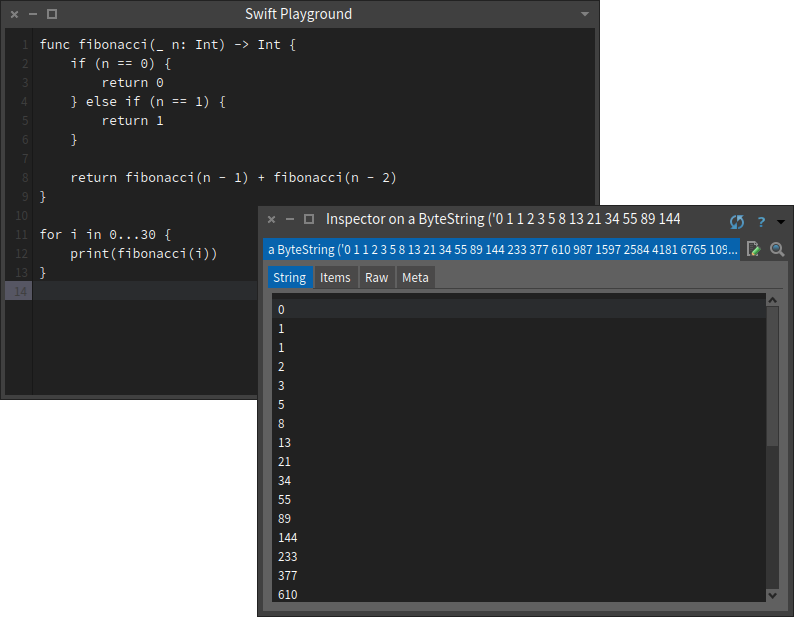 Swift Playground
1 func fibonacci(_ n: Int) -> Int {
2     if (n == 0) {
3         return 0
4     } else if (n == 1) {
5         return 1
6     }
7
8     return fibonacci(n - 1) + fibonacci(n - 2)
9 }
10
11 for i in 0...30 {
12     print(fibonacci(i))
13 }
14
Inspector on a ByteString ('0 1 1 2 3 5 8 13 21 34 55 89 144
?
a ByteString ('0 1 1 2 3 5 8 13 21 34 55 89 144 233 377 610 987 1597 2584 4181 6765 109...
String Items Raw Meta
0
1
1
2
3
5
8
13
21
34
55
89
144
233
377
610